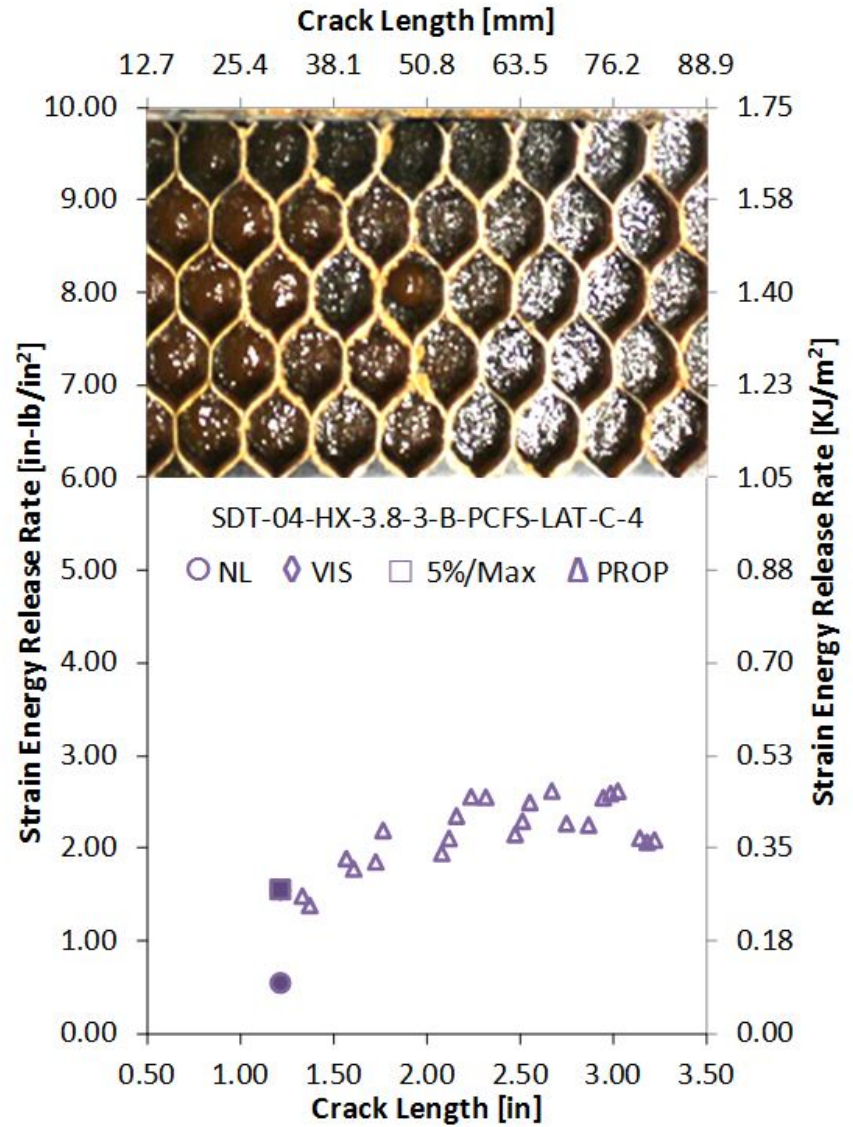 Crack Length [mm]
12.7 25.4 38.1 50.8 63.5 76.2 88.9
Strain Energy Release Rate [in-lb/in²]
10.00
9.00
8.00
7.00
6.00
5.00
4.00
3.00
2.00
1.00
0.00
SDT-04-HX-3.8-3-B-PCFS-LAT-C-4
NL VIS 5%/Max PROP
1.75
1.58
1.40
1.23
1.05
0.88
0.70
0.53
0.35
0.18
0.00
Strain Energy Release Rate [KJ/m²]
0.50 1.00 1.50 2.00 2.50 3.00 3.50
Crack Length [in]